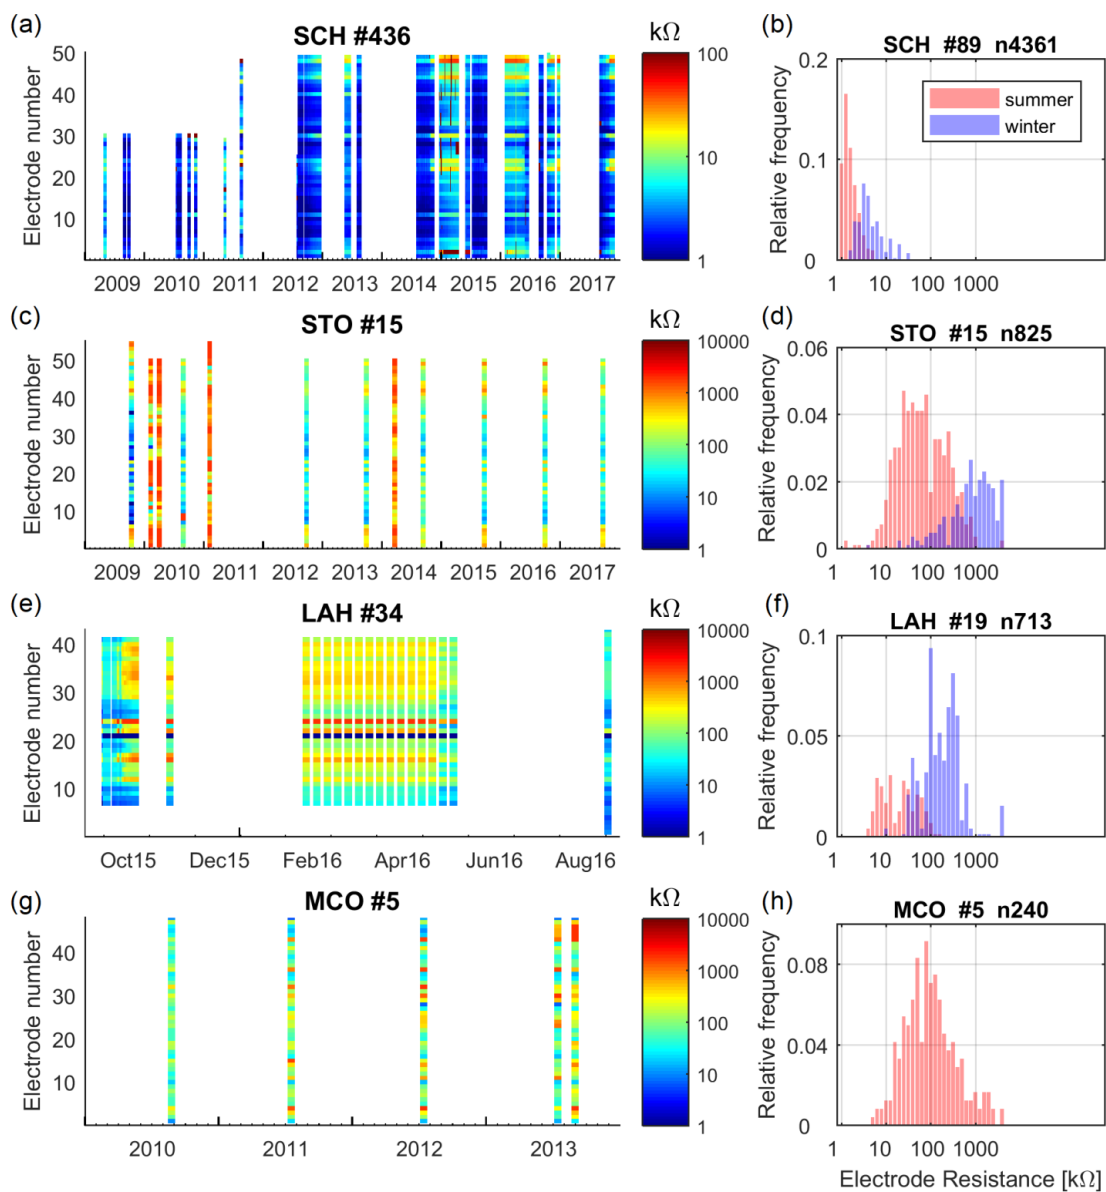 (a)
SCH #436
kΩ
Electrode number
50
40
30
20
10
2009 2010 2011 2012 2013 2014 2015 2016 2017
100
10
1
(b)
SCH #89 n4361
Relative frequency
0.2
0.1
0
summer
winter
1 10 100 1000
(c)
STO #15
kΩ
Electrode number
50
40
30
20
10
2009 2010 2011 2012 2013 2014 2015 2016 2017
10000
1000
100
10
1
(d)
STO #15 n825
Relative frequency
0.06
0.04
0.02
0
1 10 100 1000
(e)
LAH #34
kΩ
Electrode number
40
30
20
10
Oct15 Dec15 Feb16 Apr16 Jun16 Aug16
10000
1000
100
10
1
(f)
LAH #19 n713
Relative frequency
0.1
0.05
0
1 10 100 1000
(g)
MCO #5
kΩ
Electrode number
40
30
20
10
2010 2011 2012 2013
10000
1000
100
10
1
(h)
MCO #5 n240
Relative frequency
0.08
0.04
0
1 10 100 1000
Electrode Resistance [kΩ]